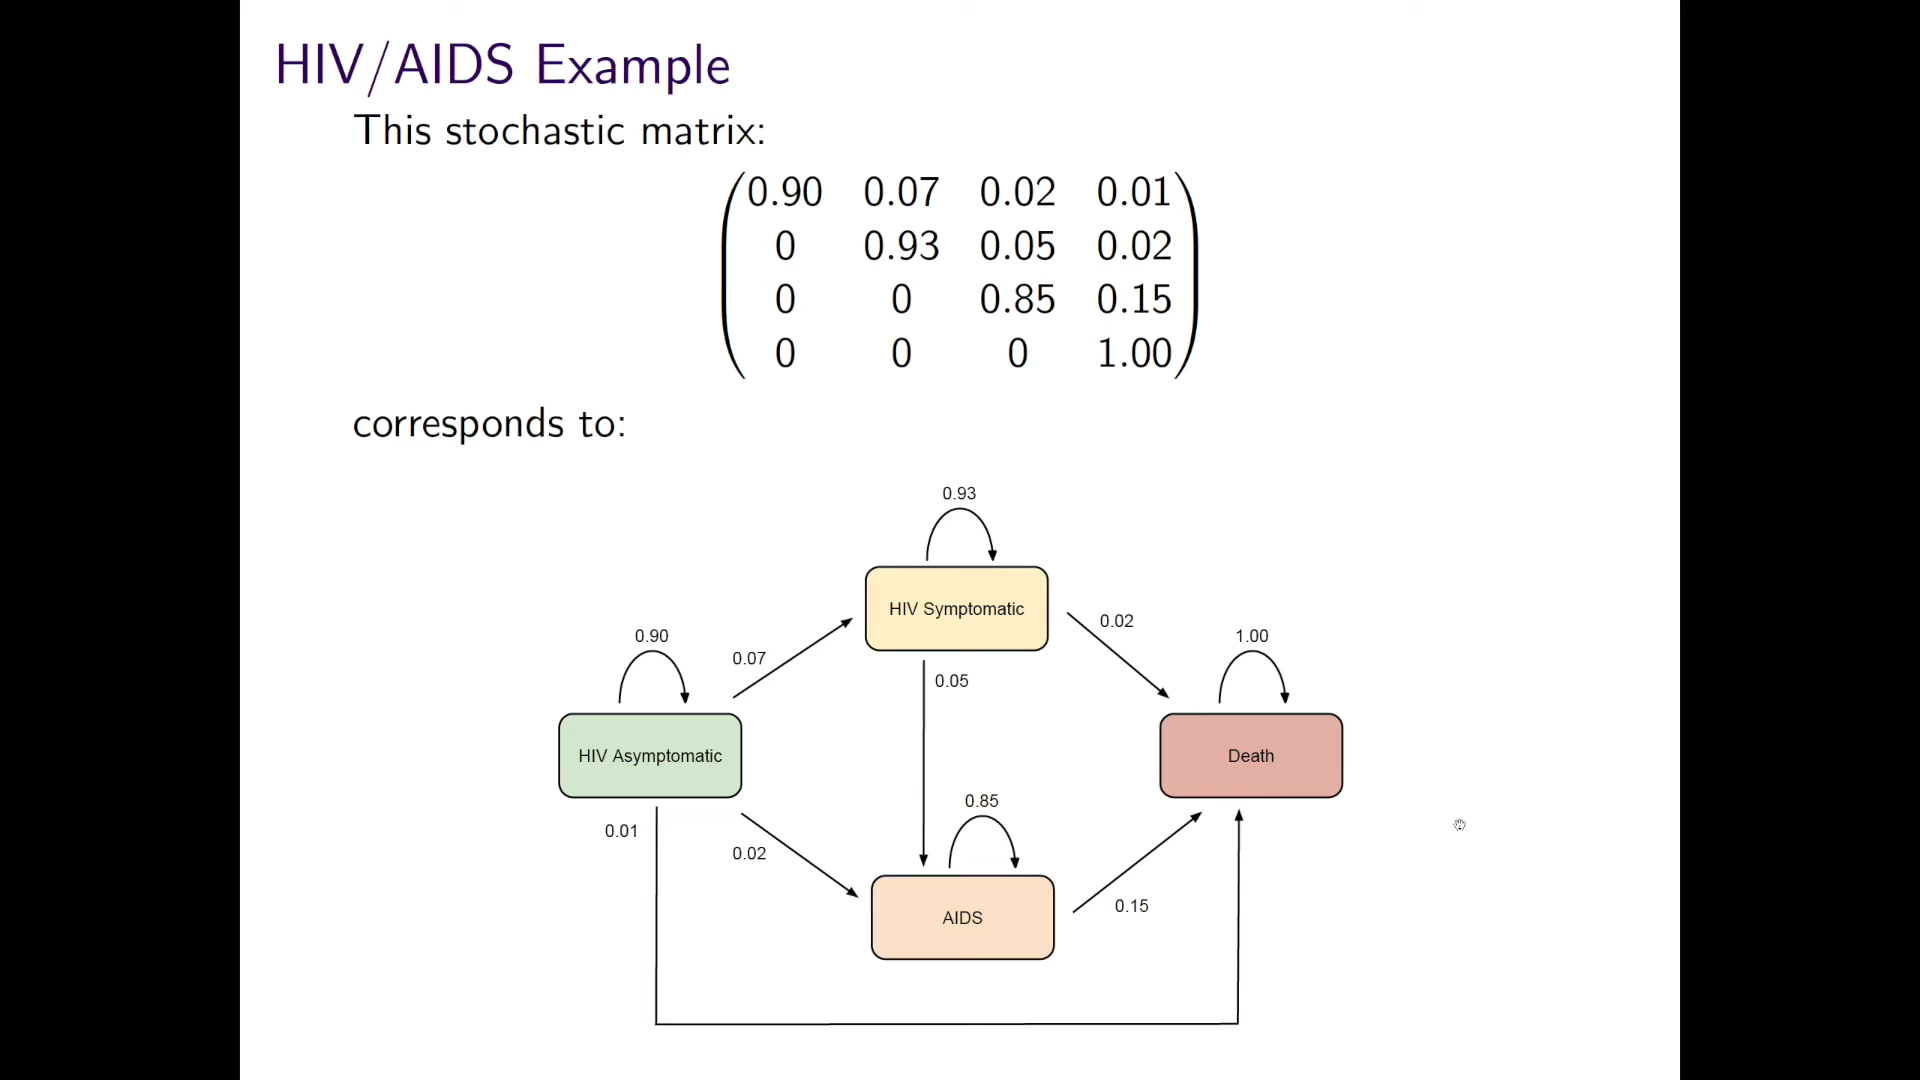 HIV/AIDS Example
This stochastic matrix:
0.90 0.07 0.02 0.01
0 0.93 0.05 0.02
0 0 0.85 0.15
0 0 0 1.00
corresponds to:
0.93
HIV Symptomatic
0.02
0.90
1.00
0.07
0.05
HIV Asymptomatic
Death
0.85
0.01
0.02
0.15
AIDS